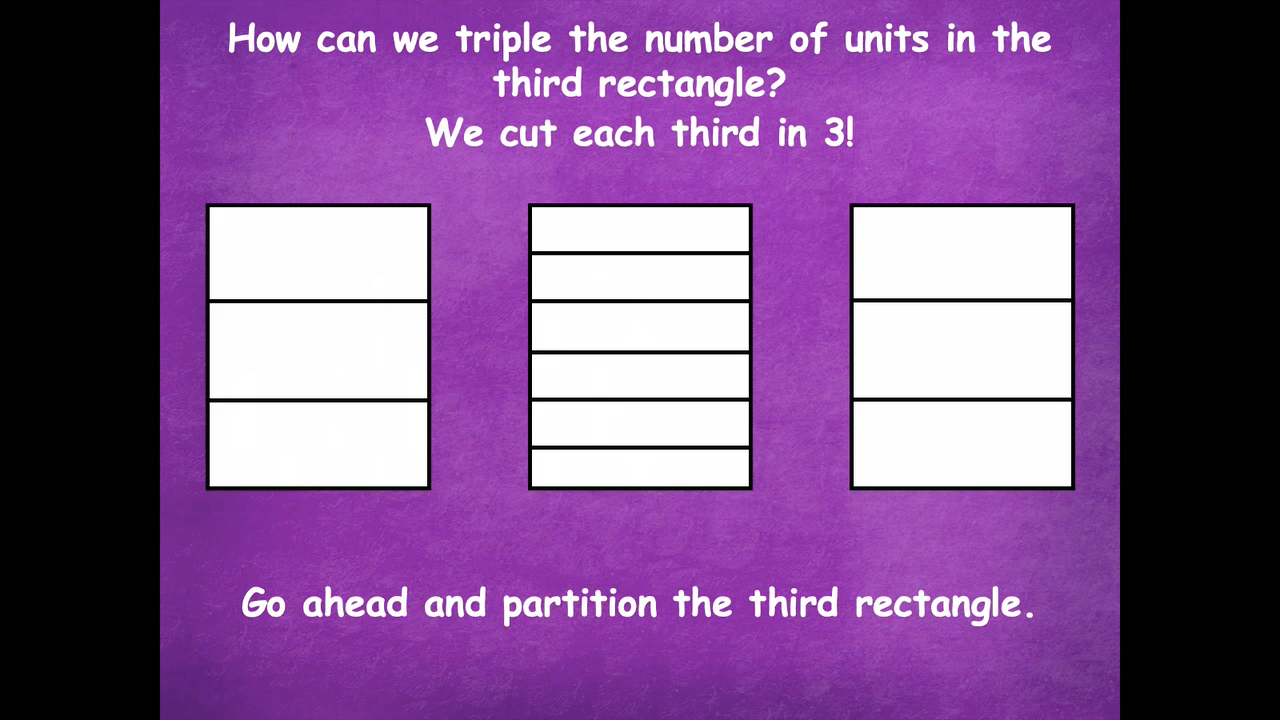 How can we triple the number of units in the
third rectangle?
We cut each third in 3!
Go ahead and partition the third rectangle.